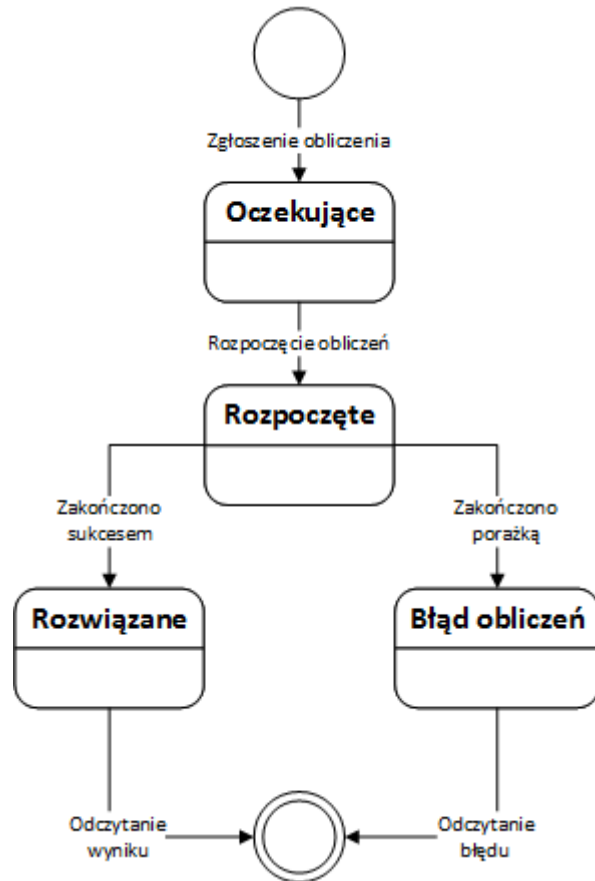 Zgłoszenie obliczenia
Oczekujące
Rozpoczęcie obliczeń
Rozpoczęte
Zakończono
sukcesem
Zakończono
porażką
Rozwiązane
Błąd obliczeń
Odczytanie
wyniku
Odczytanie
błędu